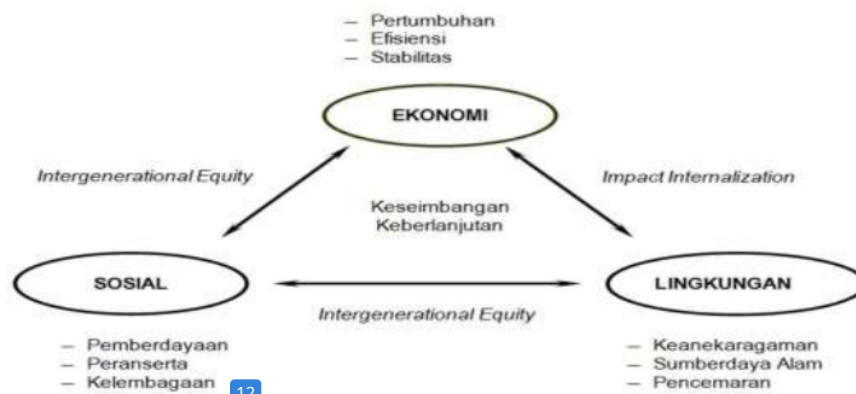 – Pertumbuhan
– Efisiensi
– Stabilitas
EKONOMI
Intergenerational Equity
Impact Internalization
Keseimbangan
Keberlanjutan
SOSIAL
LINGKUNGAN
Intergenerational Equity
– Pemberdayaan
– Peranserta
– Kelembagaan
– Keanekaragaman
– Sumberdaya Alam
– Pencemaran
12